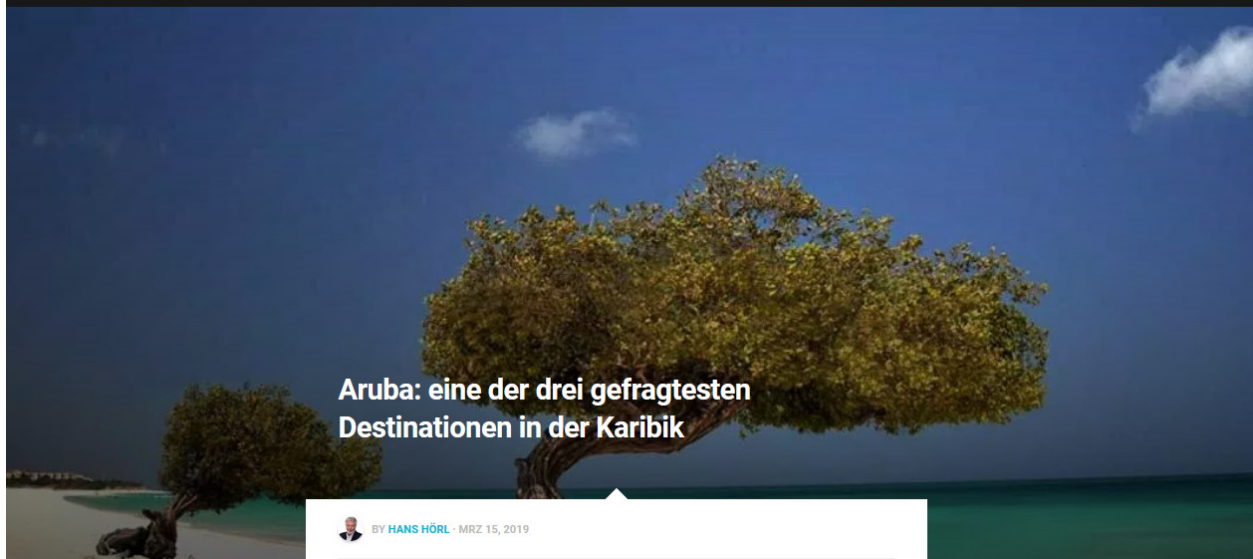 Aruba: eine der drei gefragtesten
Destinationen in der Karibik
BY HANS HÖRL · MRZ 15, 2019